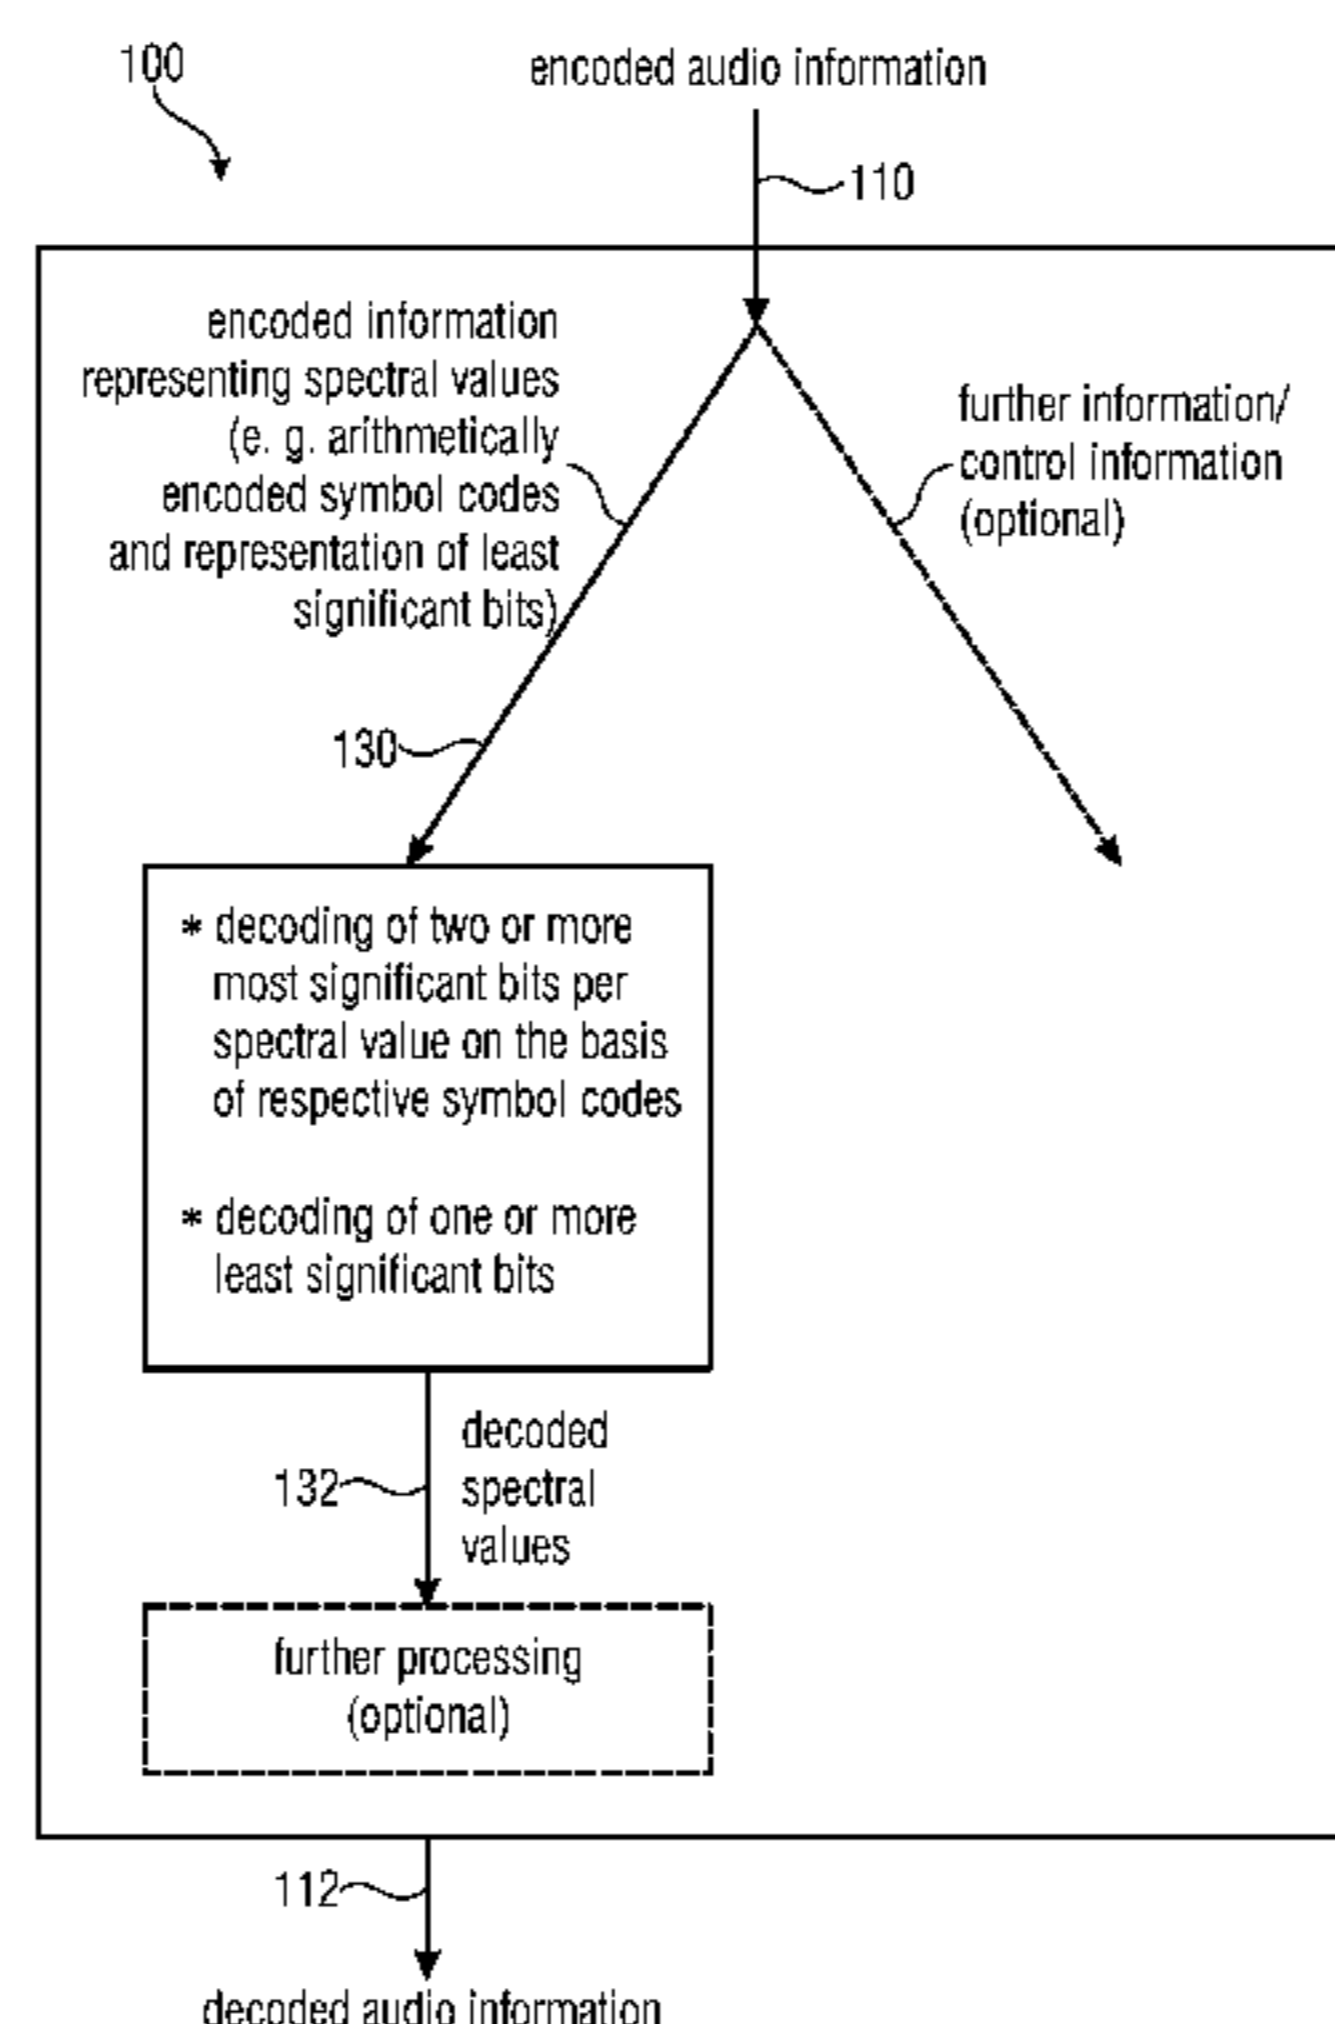 100
encoded audio information
110
encoded information
representing spectral values
(e. g. arithmetically
encoded symbol codes
and representation of least
significant bits)
further information/
control information
(optional)
130
* decoding of two or more
most significant bits per
spectral value on the basis
of respective symbol codes
* decoding of one or more
least significant bits
132
decoded
spectral
values
further processing
(optional)
112
decoded audio information